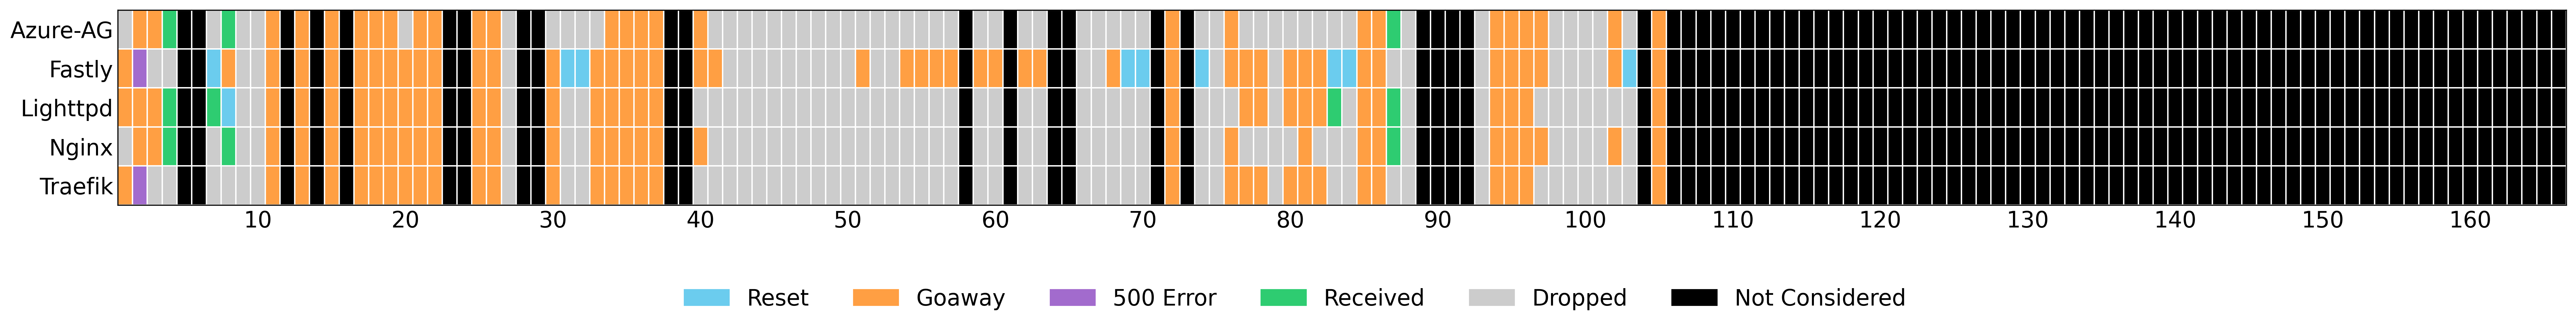 Azure-AG
Fastly
Lighttpd
Nginx
Traefik
10 20 30 40 50 60 70 80 90 100 110 120 130 140 150 160
Reset Goaway 500 Error Received Dropped Not Considered